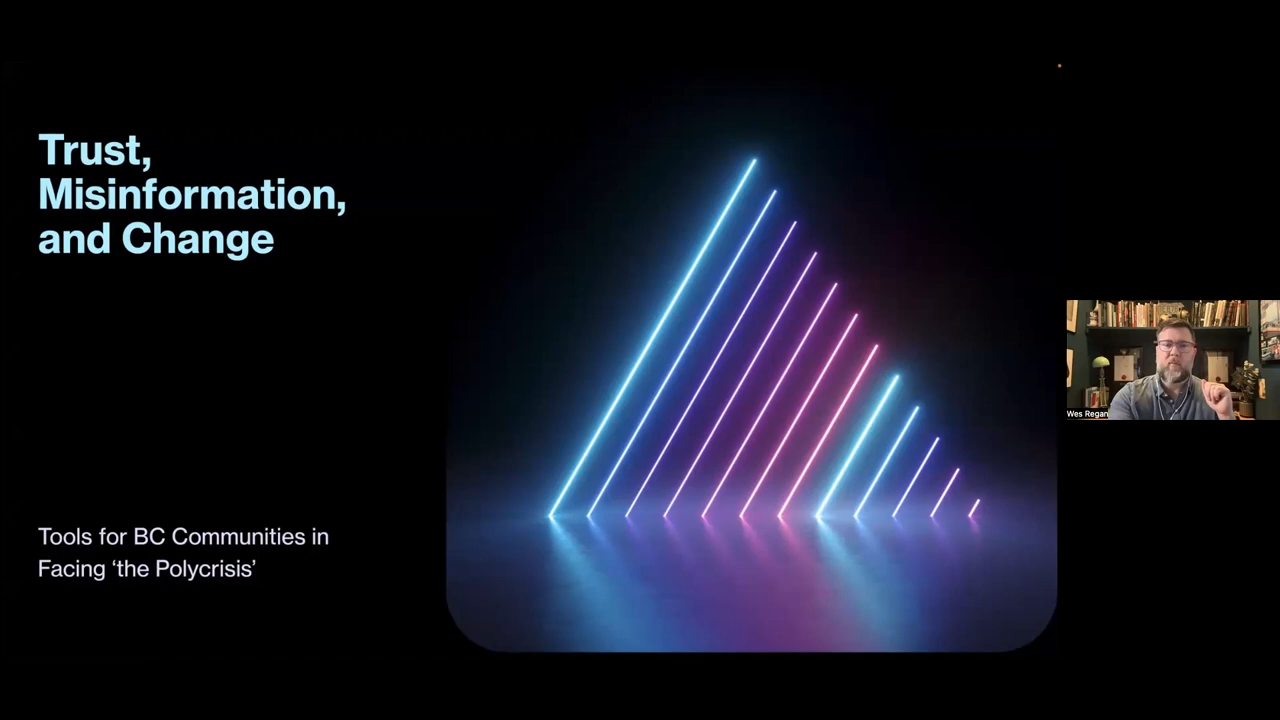 Trust,
Misinformation,
and Change
Tools for BC Communities in
Facing ‘the Polycrisis’
Wes Regan